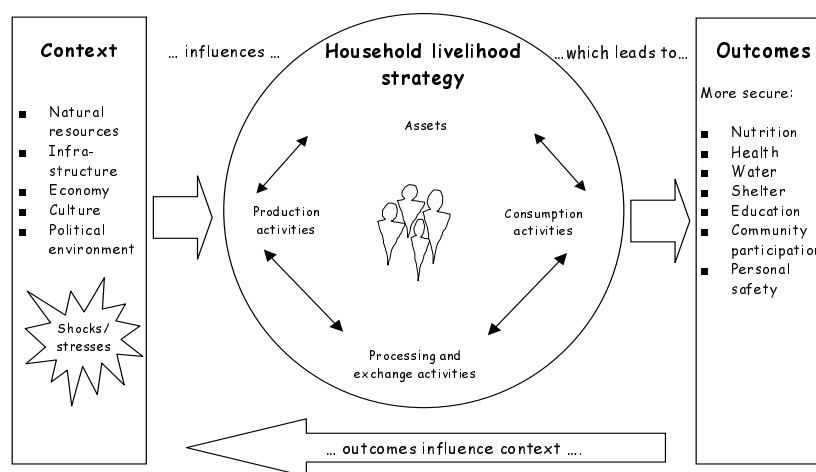 Context
■ Natural
resources
■ Infra-
structure
■ Economy
■ Culture
■ Political
environment
Shocks/
stresses
... influences ...
Household livelihood
strategy
Assets
Production
activities
Consumption
activities
Processing and
exchange activities
...which leads to...
Outcomes
More secure:
■ Nutrition
■ Health
■ Water
■ Shelter
■ Education
■ Community
participation
■ Personal
safety
... outcomes influence context ....